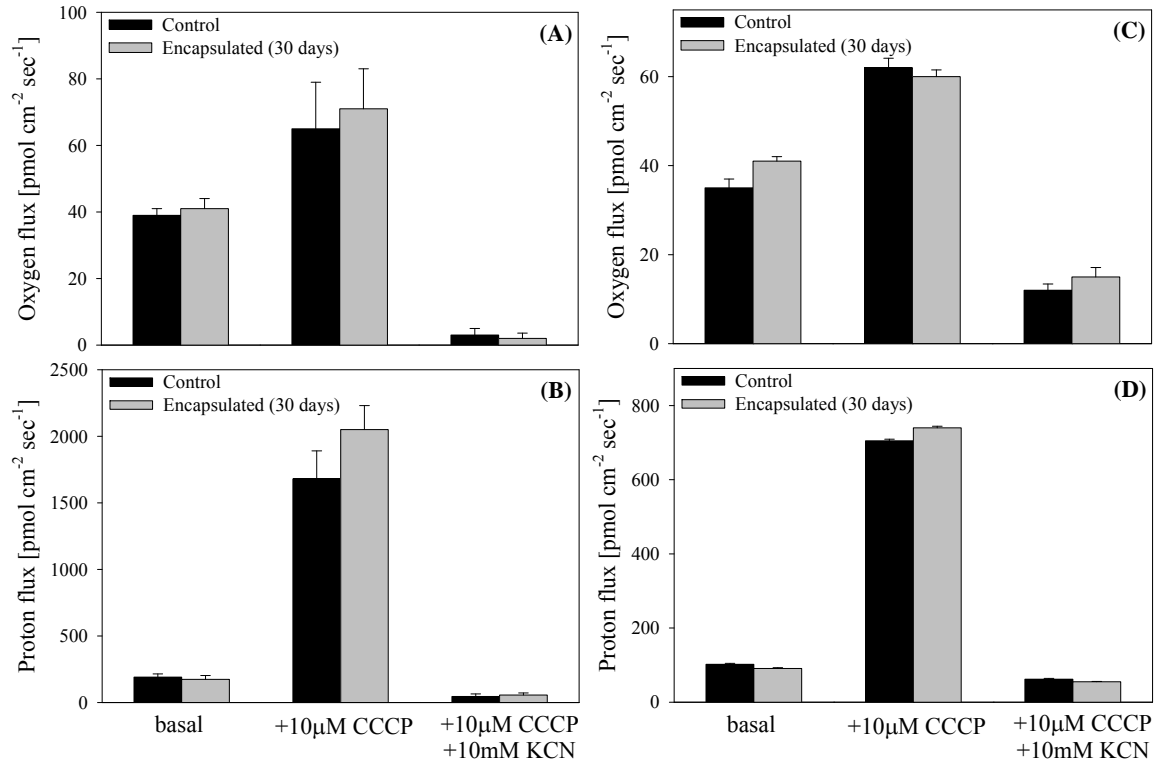 (A)
Control
Encapsulated (30 days)
Oxygen flux [pmol cm⁻² sec⁻¹]
100
80
60
40
20
0
(B)
Control
Encapsulated (30 days)
Proton flux [pmol cm⁻² sec⁻¹]
2500
2000
1500
1000
500
0
basal
+10µM CCCP
+10µM CCCP
+10mM KCN
(C)
Control
Encapsulated (30 days)
Oxygen flux [pmol cm⁻² sec⁻¹]
60
40
20
0
(D)
Control
Encapsulated (30 days)
Proton flux [pmol cm⁻² sec⁻¹]
800
600
400
200
0
basal
+10µM CCCP
+10µM CCCP
+10mM KCN